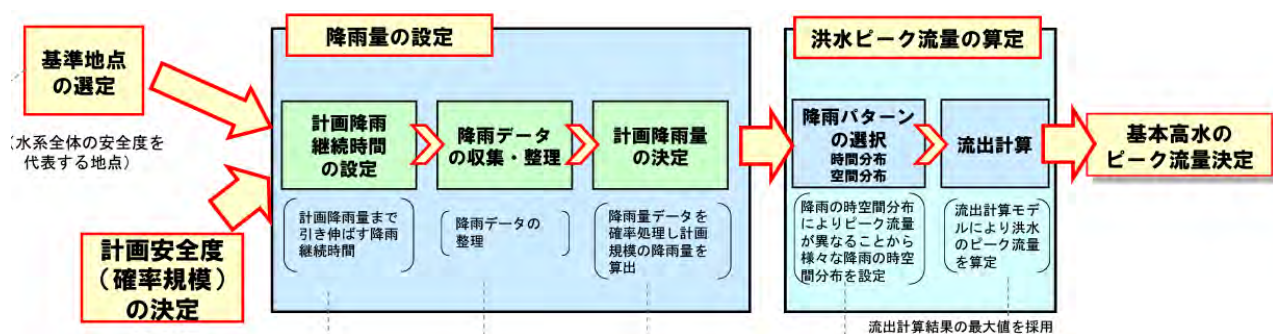 基準地点
の選定
（水系全体の安全度を
代表する地点）
計画安全度
（確率規模）
の決定
降雨量の設定
計画降雨
継続時間
の設定
計画降雨量まで
引き伸ばす降雨
継続時間
降雨データ
の収集・整理
降雨データの
整理
計画降雨量
の決定
降雨量データを
確率処理し計画
規模の降雨量を
算出
洪水ピーク流量の算定
降雨パターン
の選択
時間分布
空間分布
降雨の時空間分布
によりピーク流量
が異なることから
様々な降雨の時空
間分布を設定
流出計算
流出計算モデ
ルにより洪水
のピーク流量
を算定
流出計算結果の最大値を採用
基本高水の
ピーク流量決定